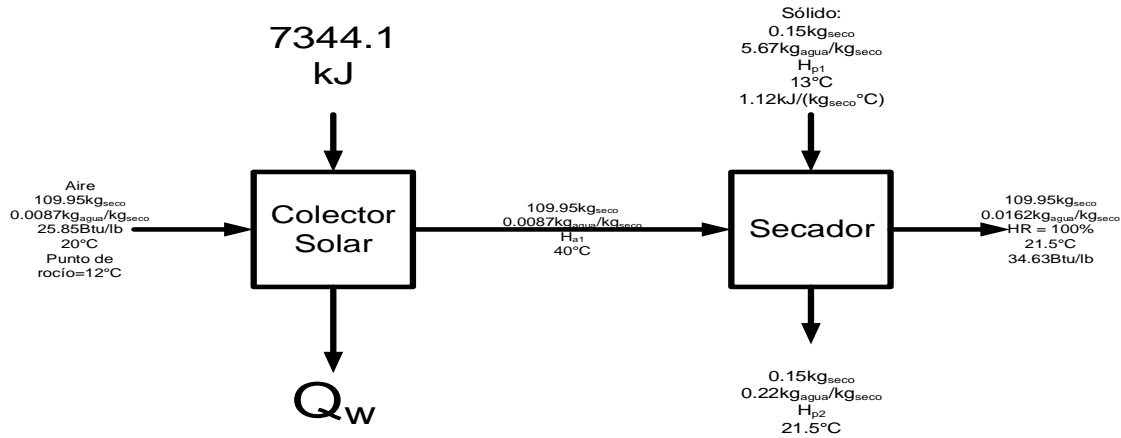 7344.1
kJ
Sólido:
0.15kgseco
5.67kgagua/kgseco
Hp1
13°C
1.12kJ/(kgseco°C)
Aire
109.95kgseco
0.0087kgagua/kgseco
25.85Btu/lb
20°C
Punto de
rocío=12°C
Colector
Solar
109.95kgseco
0.0087kgagua/kgseco
Ha1
40°C
Secador
109.95kgseco
0.0162kgagua/kgseco
HR = 100%
21.5°C
34.63Btu/lb
Qw
0.15kgseco
0.22kgagua/kgseco
Hp2
21.5°C